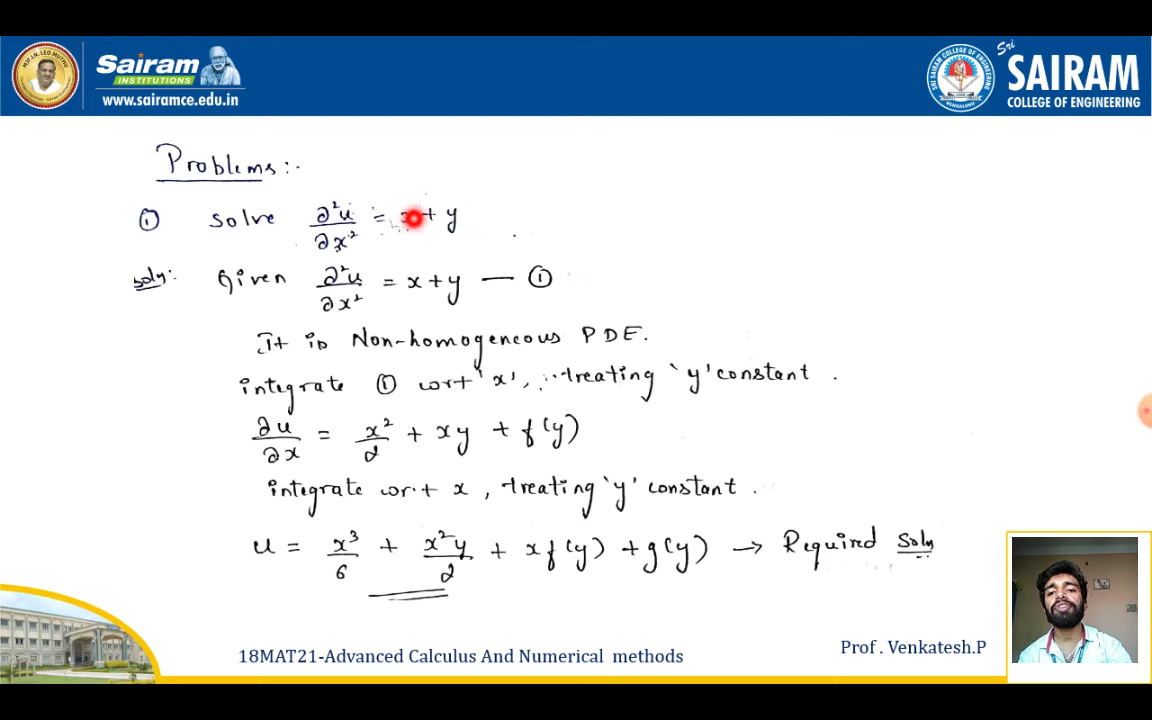 Sairam
INSTITUTIONS
www.sairamce.edu.in
Sri
SAIRAM
COLLEGE OF ENGINEERING
Problems:-
① Solve ∂²u/∂x² = x + y
soln: Given ∂²u/∂x² = x + y — ①
It is Non-homogeneous PDE.
integrate ① wrt 'x', treating 'y' constant.
∂u/∂x = x²/2 + xy + f(y)
integrate w.r.t x, treating 'y' constant.
u = x³/6 + x²y/2 + xf(y) + g(y) → Required Soln
18MAT21-Advanced Calculus And Numerical methods
Prof . Venkatesh.P